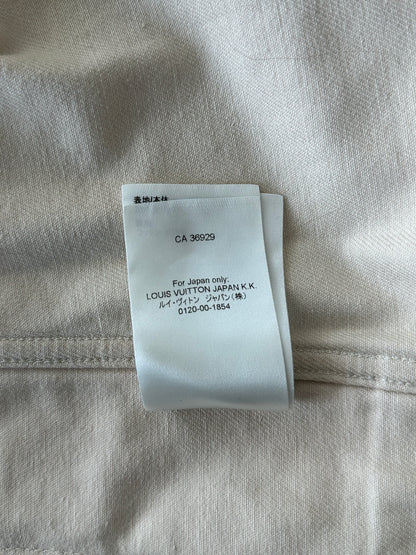 表地/本体
CA 36929
For Japan only:
LOUIS VUITTON JAPAN K.K.
ルイ・ヴィトン ジャパン(株)
0120-00-1854